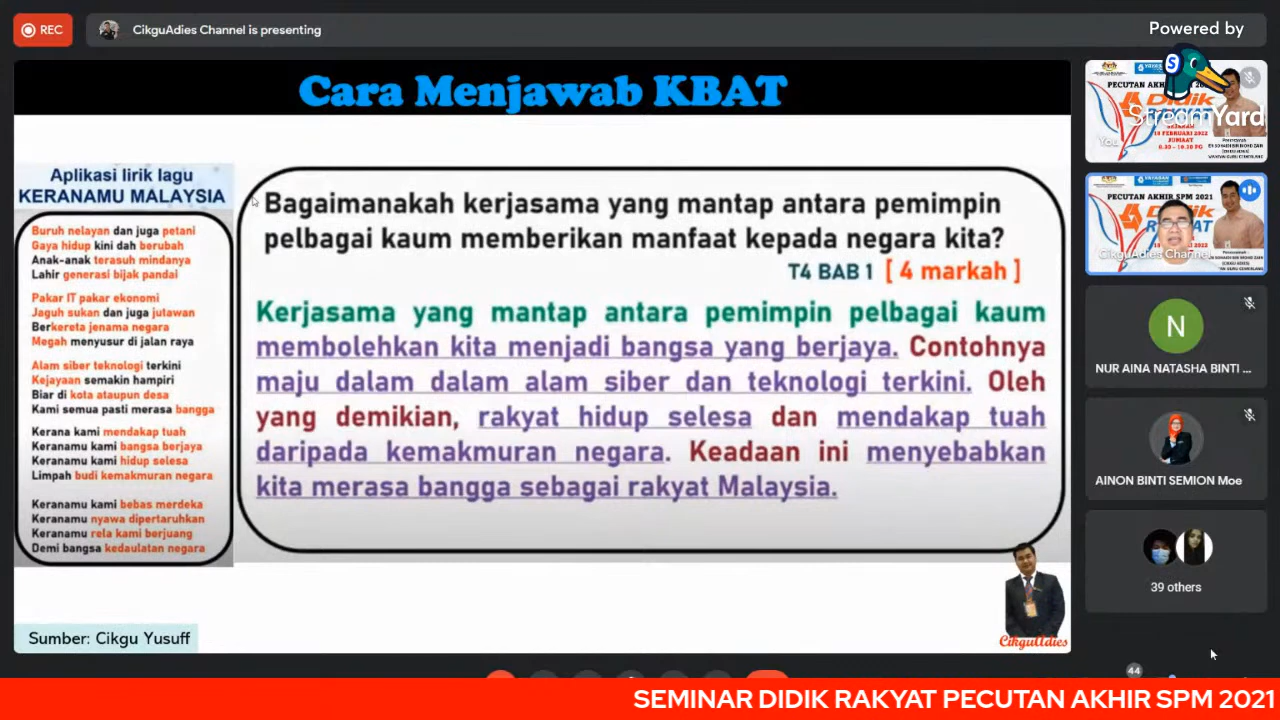 REC
CikguAdies Channel is presenting
Powered by
StreamYard
Cara Menjawab KBAT
Aplikasi lirik lagu
KERANAMU MALAYSIA
Buruh nelayan dan juga petani
Gaya hidup kini dah berubah
Anak-anak terasuh mindanya
Lahir generasi bijak pandai
Pakar IT pakar ekonomi
Jaguh sukan dan juga jutawan
Berkereta jenama negara
Megah menyusur di jalan raya
Alam siber teknologi terkini
Kejayaan semakin hampiri
Biar di kota ataupun desa
Kami semua pasti merasa bangga
Kerana kami mendakap tuah
Keranamu kami bangsa berjaya
Keranamu kami hidup selesa
Limpah budi kemakmuran negara
Keranamu kami bebas merdeka
Keranamu nyawa dipertaruhkan
Keranamu rela kami berjuang
Demi bangsa kedaulatan negara
Bagaimanakah kerjasama yang mantap antara pemimpin
pelbagai kaum memberikan manfaat kepada negara kita?
T4 BAB 1 [ 4 markah ]
Kerjasama yang mantap antara pemimpin pelbagai kaum
membolehkan kita menjadi bangsa yang berjaya. Contohnya
maju dalam dalam alam siber dan teknologi terkini. Oleh
yang demikian, rakyat hidup selesa dan mendakap tuah
daripada kemakmuran negara. Keadaan ini menyebabkan
kita merasa bangga sebagai rakyat Malaysia.
CikguAdies
Sumber: Cikgu Yusuff
You
CikguAdies Channel
N
NUR AINA NATASHA BINTI ...
AINON BINTI SEMION Moe
39 others
44
SEMINAR DIDIK RAKYAT PECUTAN AKHIR SPM 2021